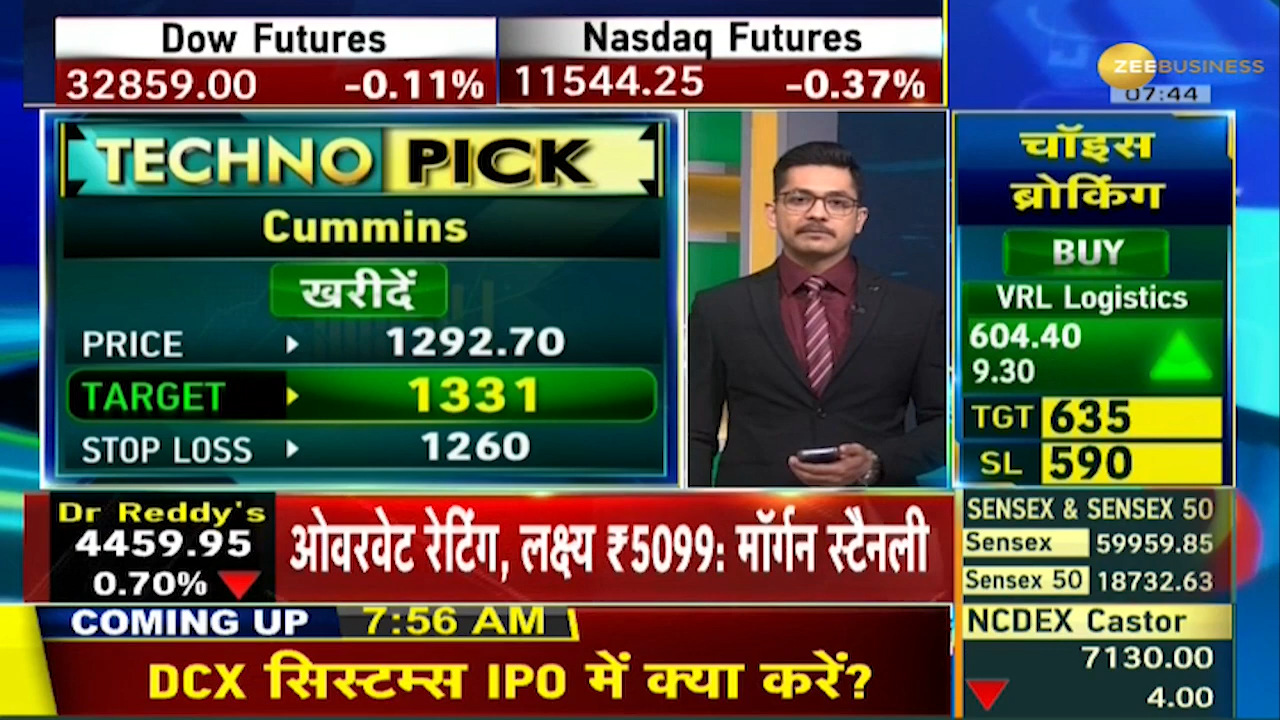 Dow Futures
32859.00 -0.11%
Nasdaq Futures
11544.25 -0.37%
ZEEBUSINESS
07:44
TECHNO PICK
Cummins
खरीदें
PRICE 1292.70
TARGET 1331
STOP LOSS 1260
चॉइस
ब्रोकिंग
BUY
VRL Logistics
604.40
9.30
TGT 635
SL 590
Dr Reddy's
4459.95
0.70%
ओवरवेट रेटिंग, लक्ष्य ₹5099: मॉर्गन स्टैनली
SENSEX & SENSEX 50
Sensex 59959.85
Sensex 50 18732.63
COMING UP 7:56 AM
DCX सिस्टम्स IPO में क्या करें?
NCDEX Castor
7130.00
4.00